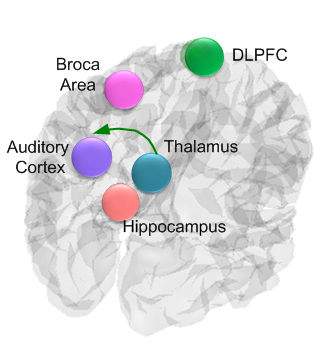 DLPFC
Broca
Area
Auditory
Cortex
Thalamus
Hippocampus